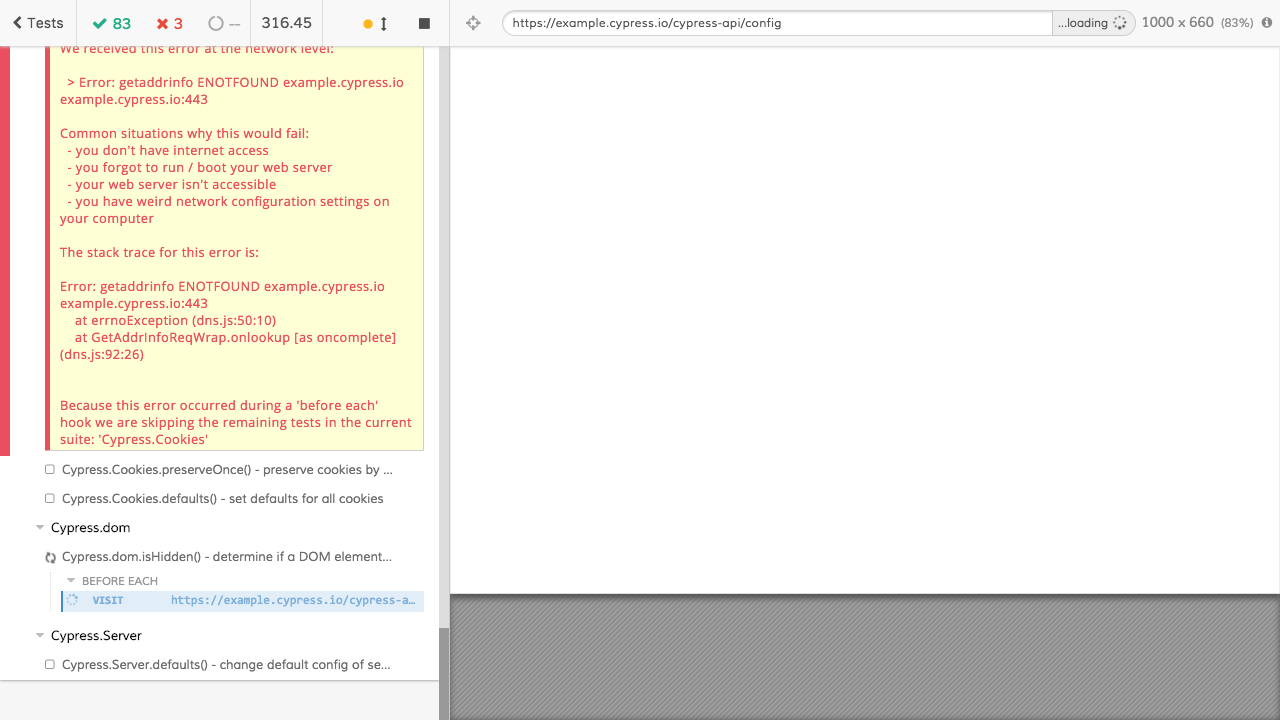 Tests 83 3 -- 316.45
https://example.cypress.io/cypress-api/config ...loading 1000 x 660 (83%)
We received this error at the network level:
> Error: getaddrinfo ENOTFOUND example.cypress.io
example.cypress.io:443
Common situations why this would fail:
- you don't have internet access
- you forgot to run / boot your web server
- your web server isn't accessible
- you have weird network configuration settings on
your computer
The stack trace for this error is:
Error: getaddrinfo ENOTFOUND example.cypress.io
example.cypress.io:443
at errnoException (dns.js:50:10)
at GetAddrInfoReqWrap.onlookup [as oncomplete]
(dns.js:92:26)
Because this error occurred during a 'before each'
hook we are skipping the remaining tests in the current
suite: 'Cypress.Cookies'
Cypress.Cookies.preserveOnce() - preserve cookies by ...
Cypress.Cookies.defaults() - set defaults for all cookies
Cypress.dom
Cypress.dom.isHidden() - determine if a DOM element...
BEFORE EACH
VISIT https://example.cypress.io/cypress-a...
Cypress.Server
Cypress.Server.defaults() - change default config of se...